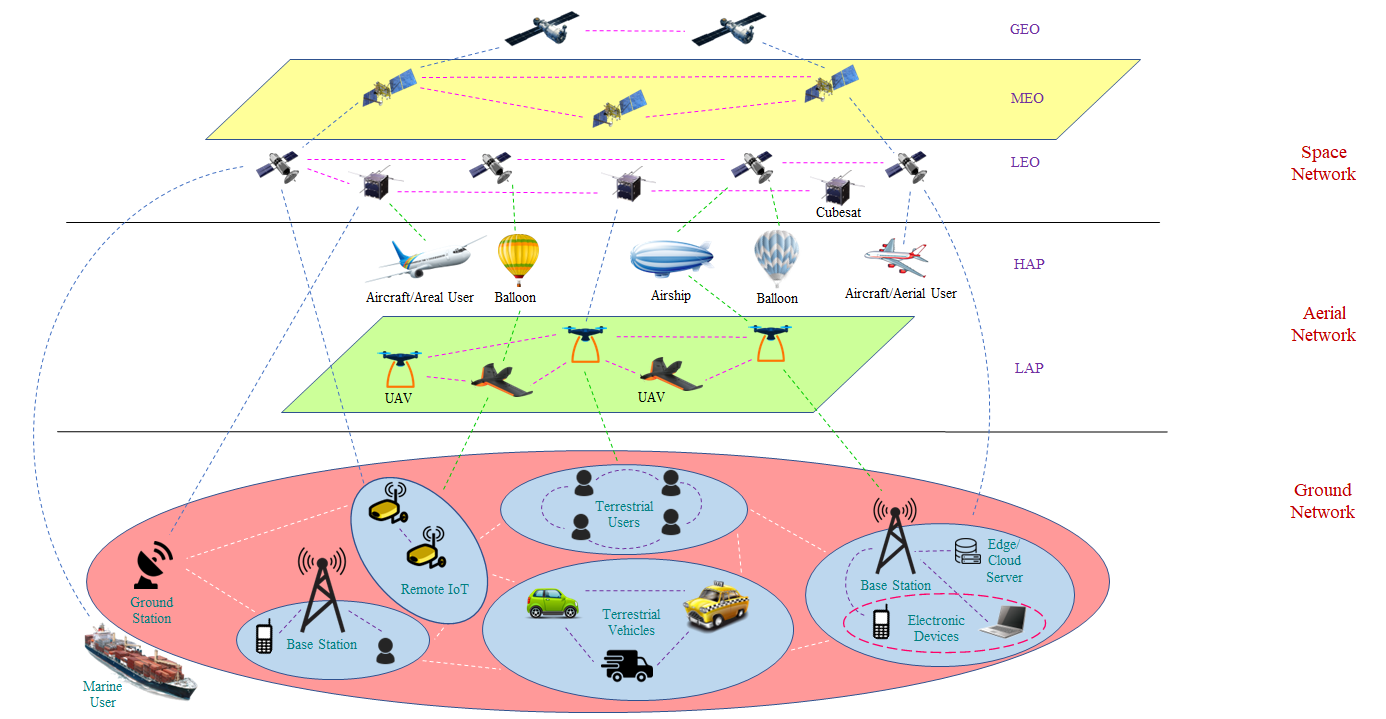 GEO
MEO
LEO
Space
Network
Cubesat
HAP
Aircraft/Areal User
Balloon
Airship
Balloon
Aircraft/Aerial User
Aerial
Network
LAP
UAV
UAV
Ground
Network
Terrestrial
Users
Edge/
Cloud
Server
Base Station
Remote IoT
Ground
Station
Base Station
Terrestrial
Vehicles
Electronic
Devices
Marine
User